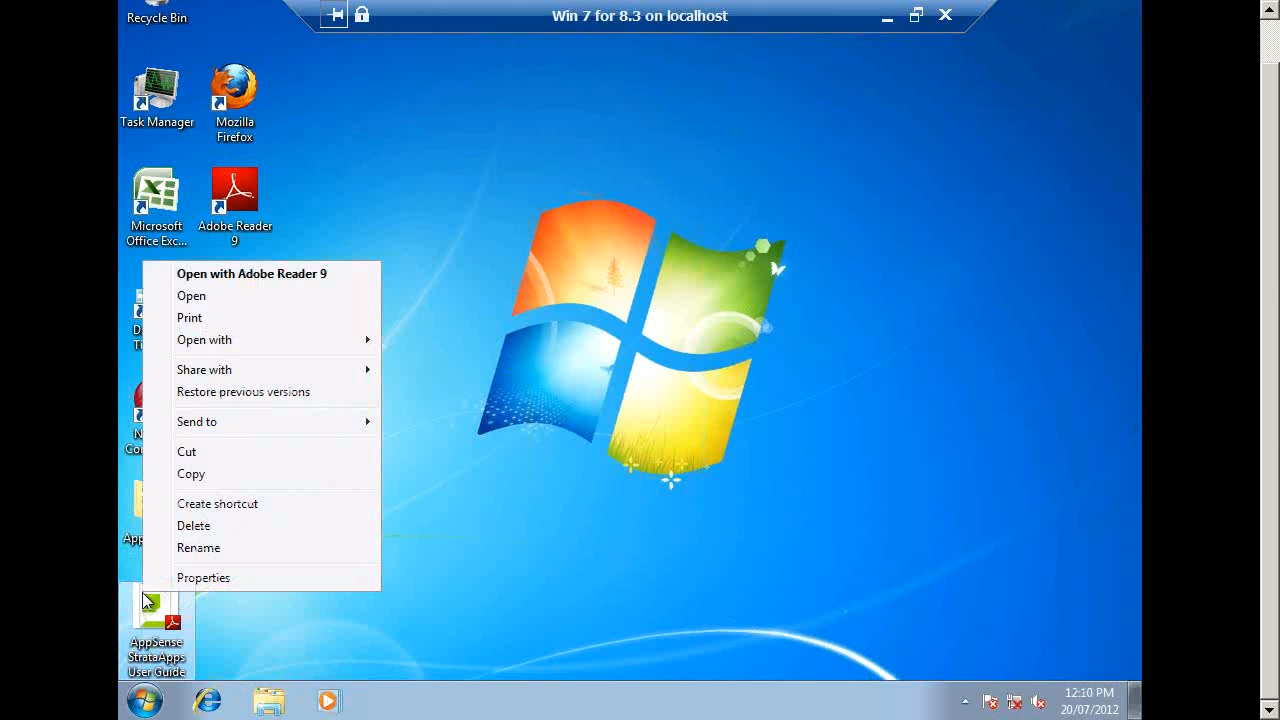 Win 7 for 8.3 on localhost
Recycle Bin
Task Manager
Mozilla
Firefox
Microsoft
Office Exc...
Adobe Reader
9
Open with Adobe Reader 9
Open
Print
Open with
Share with
Restore previous versions
Send to
Cut
Copy
Create shortcut
Delete
Rename
Properties
AppSense
StrataApps
User Guide
12:10 PM
20/07/2012